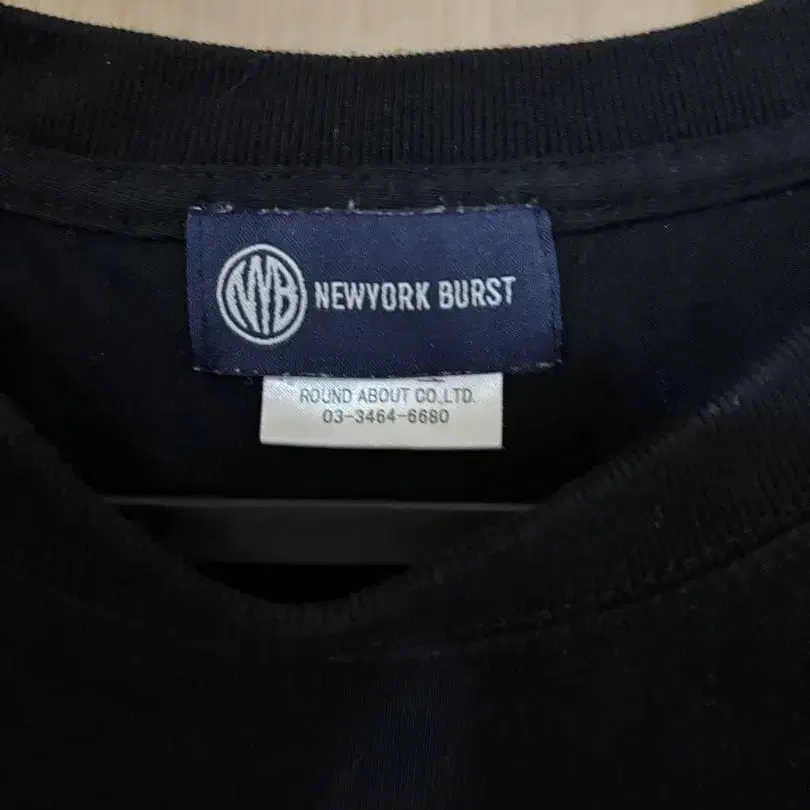 NYB NEWYORK BURST
ROUND ABOUT CO.,LTD.
03-3464-6680